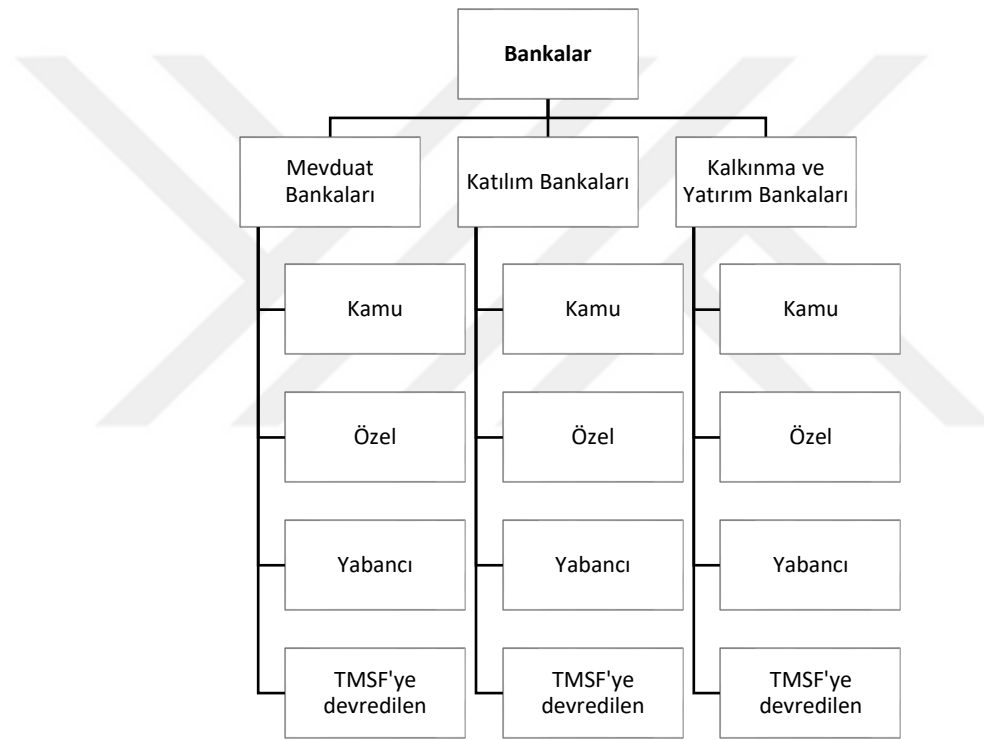 Bankalar
Mevduat
Bankaları
Katılım Bankaları
Kalkınma ve
Yatırım Bankaları
Kamu
Kamu
Kamu
Özel
Özel
Özel
Yabancı
Yabancı
Yabancı
TMSF'ye
devredilen
TMSF'ye
devredilen
TMSF'ye
devredilen